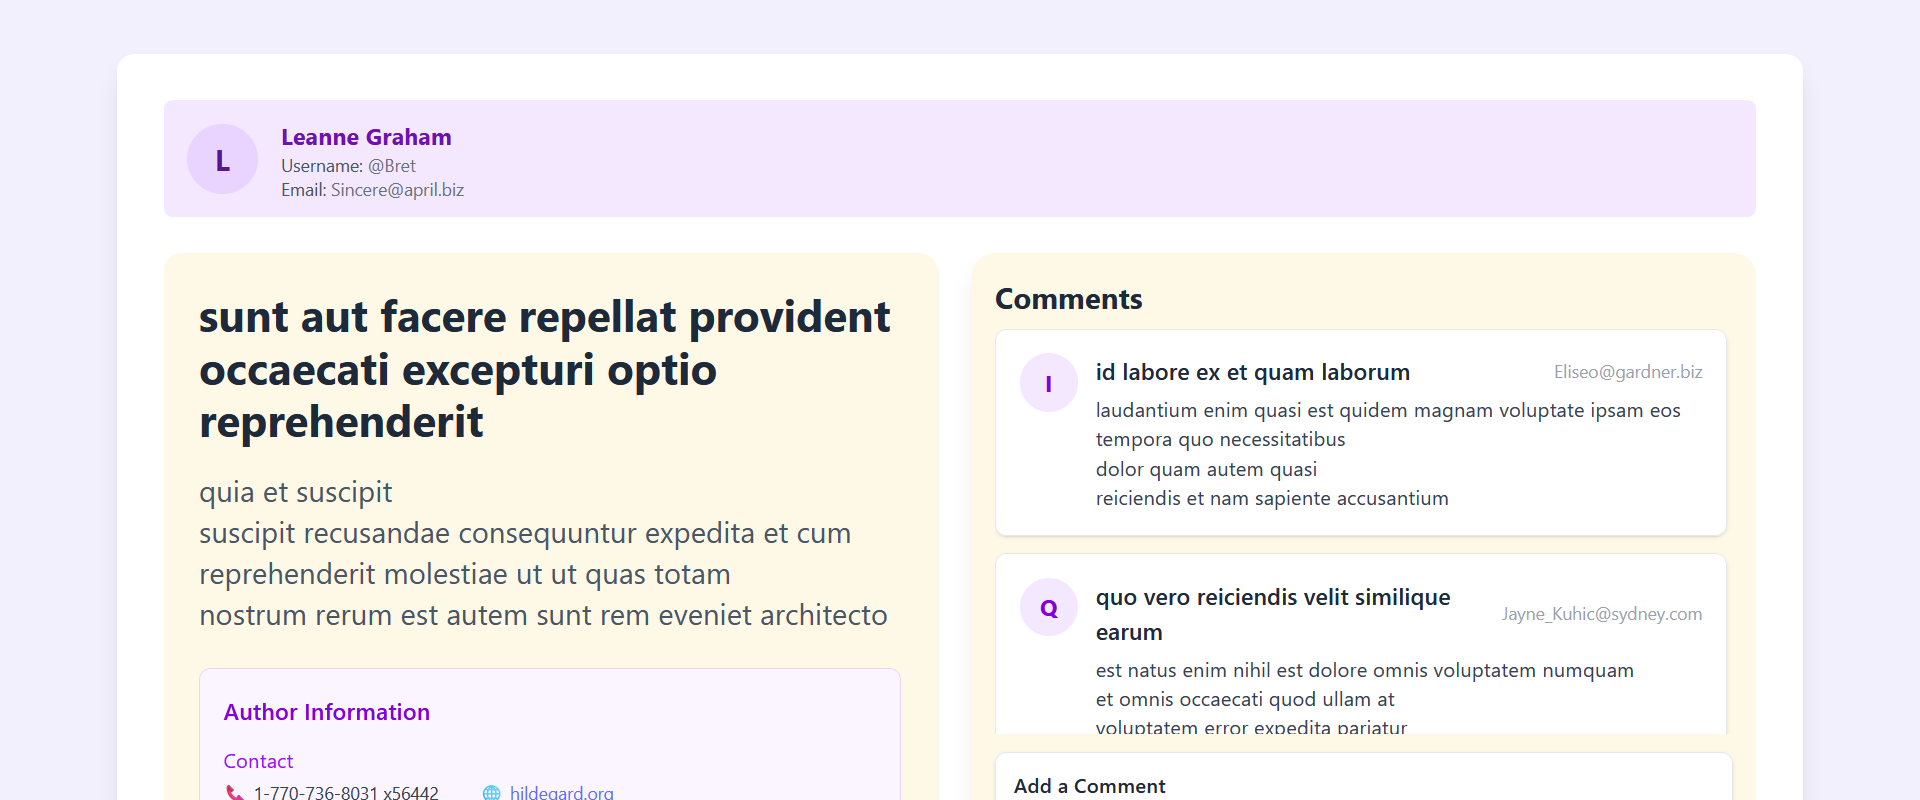 L
Leanne Graham
Username: @Bret
Email: Sincere@april.biz
sunt aut facere repellat provident
occaecati excepturi optio
reprehenderit
quia et suscipit
suscipit recusandae consequuntur expedita et cum
reprehenderit molestiae ut ut quas totam
nostrum rerum est autem sunt rem eveniet architecto
Author Information
Contact
1-770-736-8031 x56442 hildegard.org
Comments
I
id labore ex et quam laborum Eliseo@gardner.biz
laudantium enim quasi est quidem magnam voluptate ipsam eos
tempora quo necessitatibus
dolor quam autem quasi
reiciendis et nam sapiente accusantium
Q
quo vero reiciendis velit similique
earum
Jayne_Kuhic@sydney.com
est natus enim nihil est dolore omnis voluptatem numquam
et omnis occaecati quod ullam at
voluptatem error expedita pariatur
Add a Comment